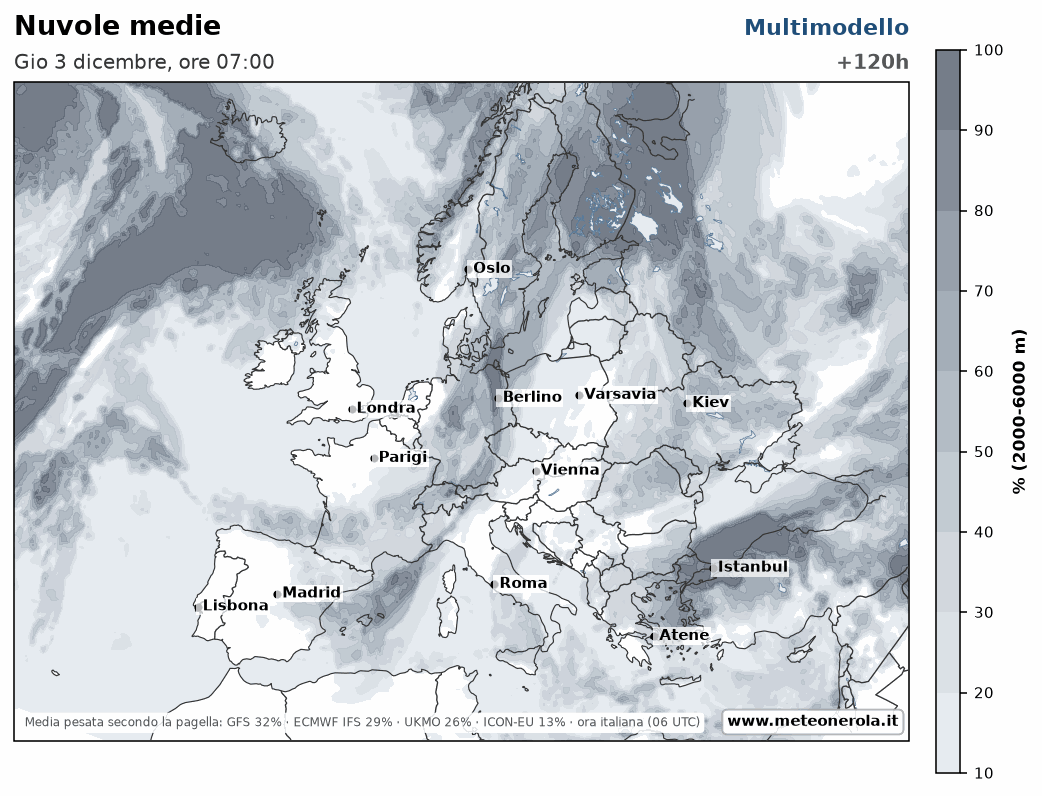 Nuvole medie
Multimodello
Gio 3 dicembre, ore 07:00
+120h
100
90
80
70
60
50
40
30
20
10
% (2000-6000 m)
Oslo
Londra
Berlino
Varsavia
Kiev
Parigi
Vienna
Istanbul
Madrid
Roma
Lisbona
Atene
Media pesata secondo la pagella: GFS 32% · ECMWF IFS 29% · UKMO 26% · ICON-EU 13% · ora italiana (06 UTC)
www.meteonerola.it